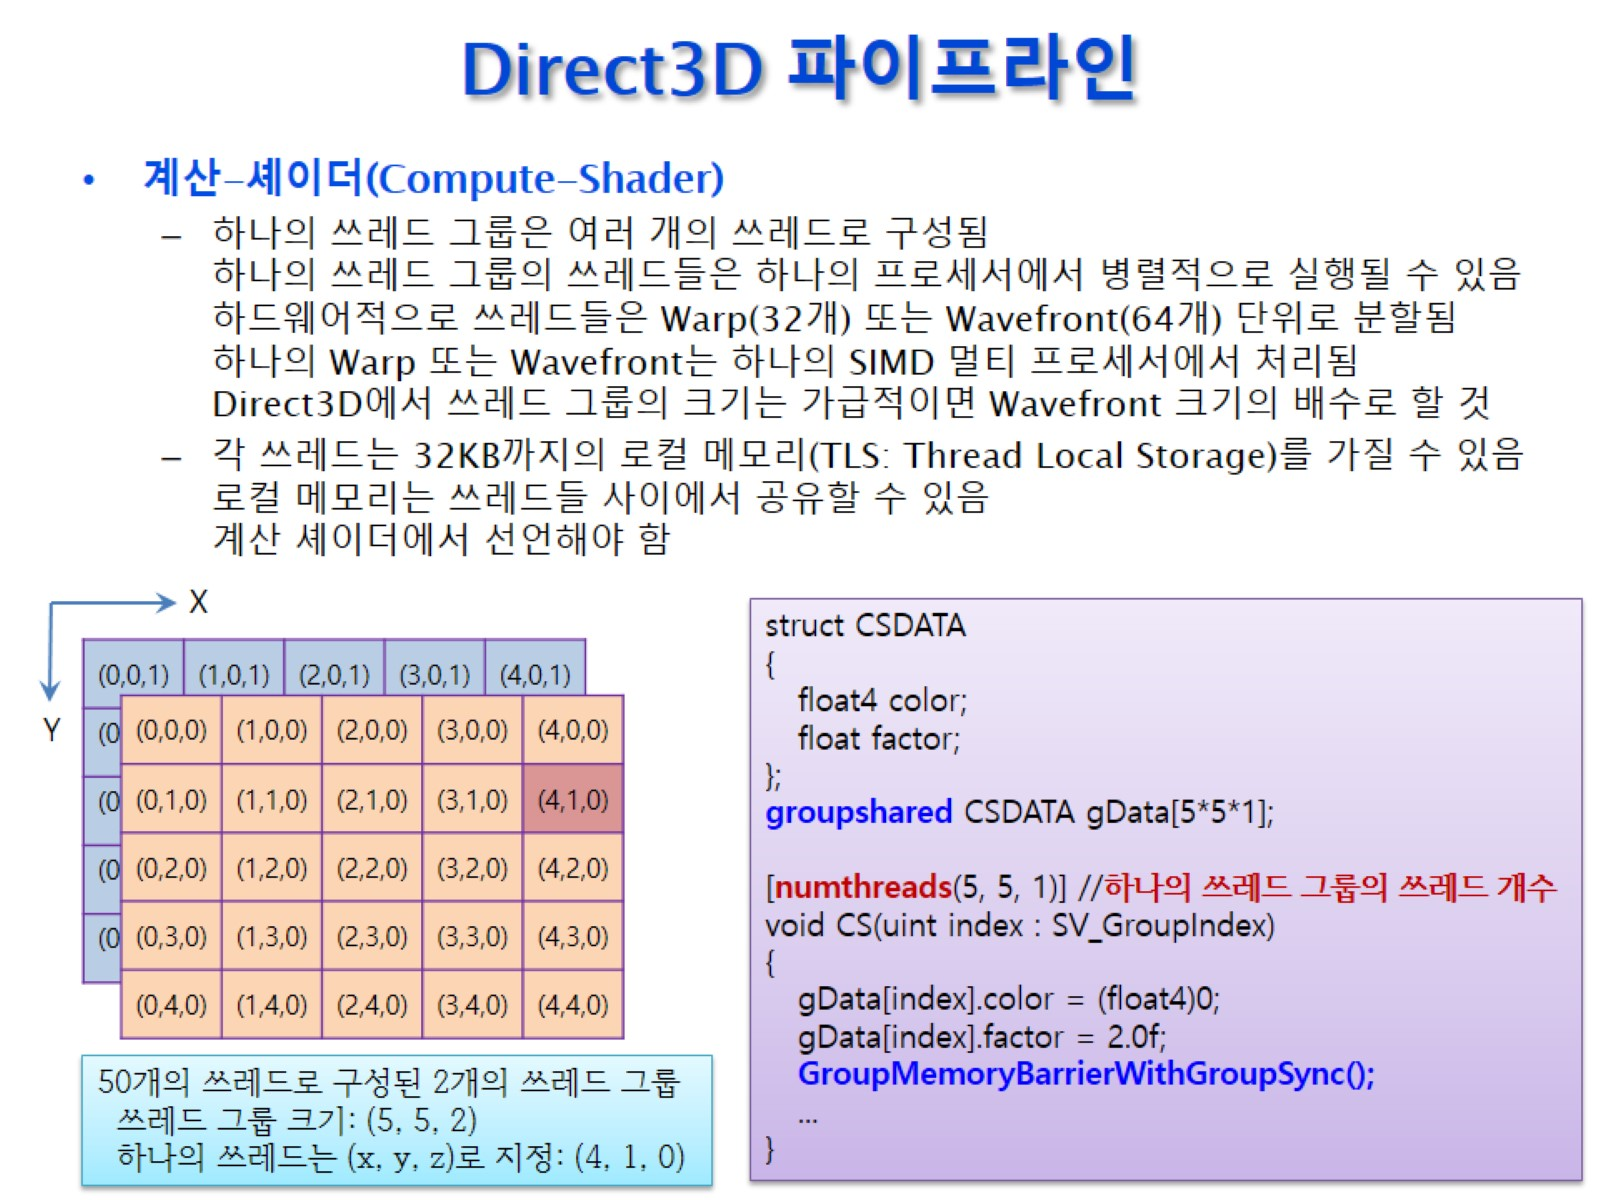 Direct3D 파이프라인
• 계산-셰이더(Compute-Shader)
– 하나의 쓰레드 그룹은 여러 개의 쓰레드로 구성됨
하나의 쓰레드 그룹의 쓰레드들은 하나의 프로세서에서 병렬적으로 실행될 수 있음
하드웨어적으로 쓰레드들은 Warp(32개) 또는 Wavefront(64개) 단위로 분할됨
하나의 Warp 또는 Wavefront는 하나의 SIMD 멀티 프로세서에서 처리됨
Direct3D에서 쓰레드 그룹의 크기는 가급적이면 Wavefront 크기의 배수로 할 것
– 각 쓰레드는 32KB까지의 로컬 메모리(TLS: Thread Local Storage)를 가질 수 있음
로컬 메모리는 쓰레드들 사이에서 공유할 수 있음
계산 셰이더에서 선언해야 함
X
Y
(0,0,1) (1,0,1) (2,0,1) (3,0,1) (4,0,1)
(0 (0,0,0) (1,0,0) (2,0,0) (3,0,0) (4,0,0)
(0 (0,1,0) (1,1,0) (2,1,0) (3,1,0) (4,1,0)
(0 (0,2,0) (1,2,0) (2,2,0) (3,2,0) (4,2,0)
(0 (0,3,0) (1,3,0) (2,3,0) (3,3,0) (4,3,0)
(0,4,0) (1,4,0) (2,4,0) (3,4,0) (4,4,0)
50개의 쓰레드로 구성된 2개의 쓰레드 그룹
쓰레드 그룹 크기: (5, 5, 2)
하나의 쓰레드는 (x, y, z)로 지정: (4, 1, 0)
struct CSDATA
{
float4 color;
float factor;
};
groupshared CSDATA gData[5*5*1];
[numthreads(5, 5, 1)] //하나의 쓰레드 그룹의 쓰레드 개수
void CS(uint index : SV_GroupIndex)
{
gData[index].color = (float4)0;
gData[index].factor = 2.0f;
GroupMemoryBarrierWithGroupSync();
...
}